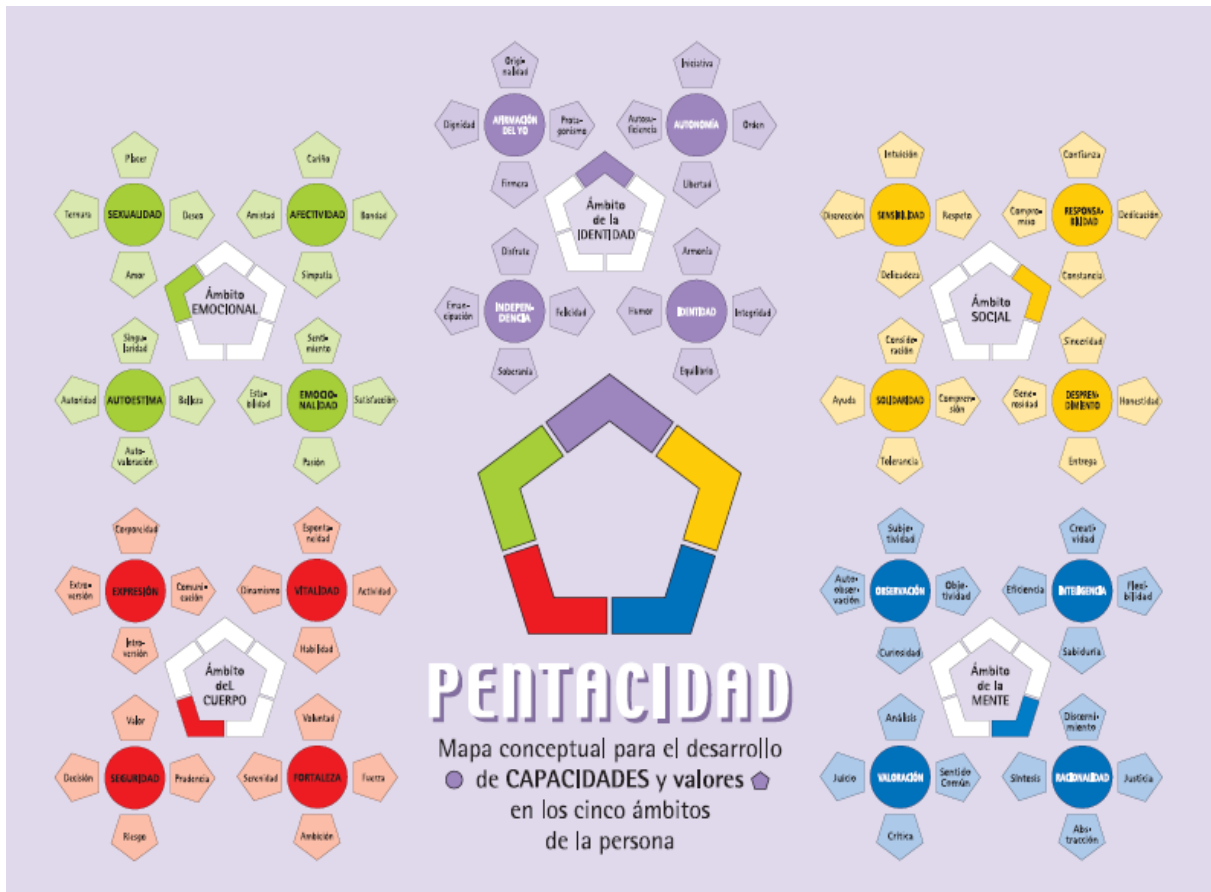 Origi-
nalidad
Dignidad
AFIRMACIÓN
DEL YO
Prota-
gonismo
Firmeza
Iniciativa
Autosu-
ficiencia
AUTONOMÍA
Orden
Libertad
Ámbito
de la
IDENTIDAD
Disfrute
Eman-
cipación
INDEPEN-
DENCIA
Felicidad
Soberanía
Armonía
Humor
IDENTIDAD
Integridad
Equilibrio
Placer
Ternura
SEXUALIDAD
Deseo
Amor
Cariño
Amistad
AFECTIVIDAD
Bondad
Simpatía
Ámbito
EMOCIONAL
Singu-
laridad
Autoridad
AUTOESTIMA
Belleza
Auto-
valoración
Senti-
miento
Esta-
bilidad
EMOCIO-
NALIDAD
Satisfacción
Pasión
Intuición
Discreción
SENSIBILIDAD
Respeto
Delicadeza
Confianza
Compro-
miso
RESPONSA-
BILIDAD
Dedicación
Constancia
Ámbito
SOCIAL
Conside-
ración
Ayuda
SOLIDARIDAD
Compren-
sión
Tolerancia
Sinceridad
Gene-
rosidad
DESPREN-
DIMIENTO
Honestidad
Entrega
Corporeidad
Extro-
versión
EXPRESIÓN
Comuni-
cación
Intro-
versión
Esponta-
neidad
Dinamismo
VITALIDAD
Actividad
Habilidad
Ámbito
deL
CUERPO
Valor
Decisión
SEGURIDAD
Prudencia
Riesgo
Voluntad
Serenidad
FORTALEZA
Fuerza
Ambición
Subje-
tividad
Auto-
obser-
vación
OBSERVACIÓN
Obje-
tividad
Curiosidad
Creati-
vidad
Eficiencia
INTELIGENCIA
Flexi-
bilidad
Sabiduría
Ámbito
de la
MENTE
Análisis
Juicio
VALORACIÓN
Sentido
Común
Crítica
Discerni-
miento
Síntesis
RACIONALIDAD
Justicia
Abs-
tracción
PENTACIDAD
Mapa conceptual para el desarrollo
de CAPACIDADES y valores
en los cinco ámbitos
de la persona